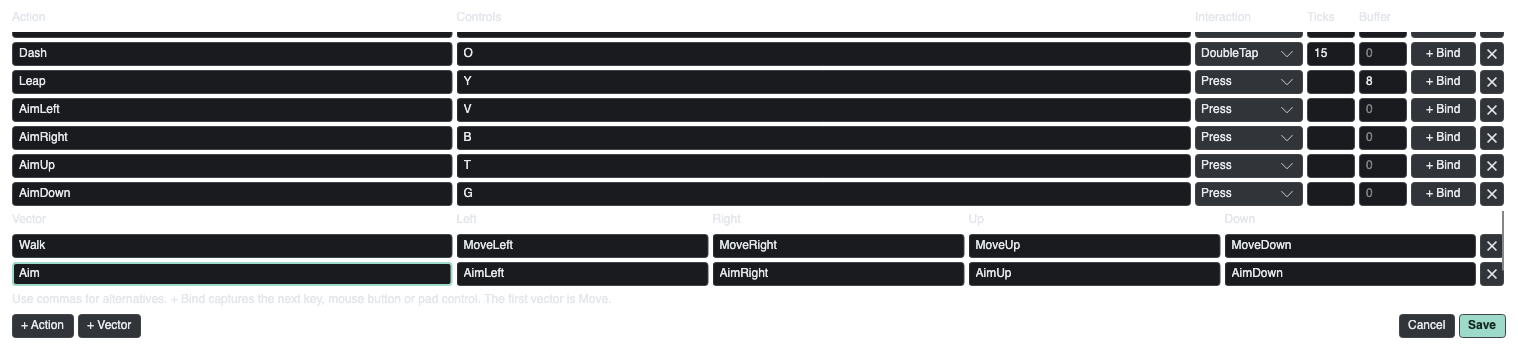 Action Controls Interaction Ticks Buffer
Dash O DoubleTap 15 0 + Bind ×
Leap Y Press 8 + Bind ×
AimLeft V Press 0 + Bind ×
AimRight B Press 0 + Bind ×
AimUp T Press 0 + Bind ×
AimDown G Press 0 + Bind ×
Vector Left Right Up Down
Walk MoveLeft MoveRight MoveUp MoveDown ×
Aim AimLeft AimRight AimUp AimDown ×
Use commas for alternatives. + Bind captures the next key, mouse button or pad control. The first vector is Move.
+ Action + Vector Cancel Save